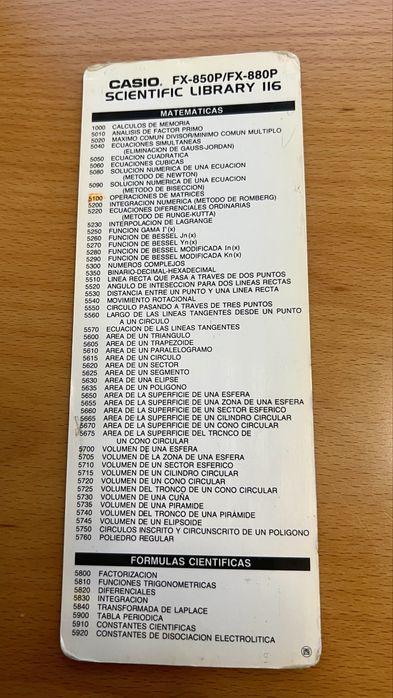 CASIO FX-850P/FX-880P
SCIENTIFIC LIBRARY 116
MATEMATICAS
1000 CALCULOS DE MEMORIA
5010 ANALISIS DE FACTOR PRIMO
5020 MAXIMO COMUN DIVISOR/MINIMO COMUN MULTIPLO
5040 ECUACIONES SIMULTANEAS
(ELIMINACION DE GAUSS-JORDAN)
5050 ECUACION CUADRATICA
5060 ECUACIONES CUBICAS
5080 SOLUCION NUMERICA DE UNA ECUACION
(METODO DE NEWTON)
5090 SOLUCION NUMERICA DE UNA ECUACION
(METODO DE BISECCION)
5100 OPERACIONES DE MATRICES
5200 INTEGRACION NUMERICA (METODO DE ROMBERG)
5220 ECUACIONES DIFERENCIALES ORDINARIAS
(METODO DE RUNGE-KUTTA)
5230 INTERPOLACION DE LAGRANGE
5250 FUNCION GAMA Γ(x)
5260 FUNCION DE BESSEL Jn(x)
5270 FUNCION DE BESSEL Yn(x)
5280 FUNCION DE BESSEL MODIFICADA In(x)
5290 FUNCION DE BESSEL MODIFICADA Kn(x)
5300 NUMEROS COMPLEJOS
5350 BINARIO-DECIMAL-HEXADECIMAL
5510 LINEA RECTA QUE PASA A TRAVES DE DOS PUNTOS
5520 ANGULO DE INTESECCION PARA DOS LINEAS RECTAS
5530 DISTANCIA ENTRE UN PUNTO Y UNA LINEA RECTA
5540 MOVIMIENTO ROTACIONAL
5550 CIRCULO PASANDO A TRAVES DE TRES PUNTOS
5560 LARGO DE LAS LINEAS TANGENTES DESDE UN PUNTO
A UN CIRCULO
5570 ECUACION DE LAS LINEAS TANGENTES
5600 AREA DE UN TRIANGULO
5605 AREA DE UN TRAPEZOIDE
5610 AREA DE UN PARALELOGRAMO
5615 AREA DE UN CIRCULO
5620 AREA DE UN SECTOR
5625 AREA DE UN SEGMENTO
5630 AREA DE UNA ELIPSE
5635 AREA DE UN POLIGONO
5650 AREA DE LA SUPERFICIE DE UNA ESFERA
5655 AREA DE LA SUPERFICIE DE UNA ZONA DE UNA ESFERA
5660 AREA DE LA SUPERFICIE DE UN SECTOR ESFERICO
5665 AREA DE LA SUPERFICIE DE UN CILINDRO CIRCULAR
5670 AREA DE LA SUPERFICIE DE UN CONO CIRCULAR
5675 AREA DE LA SUPERFICIE DEL TRCNCO DE
UN CONO CIRCULAR
5700 VOLUMEN DE UNA ESFERA
5705 VOLUMEN DE LA ZONA DE UNA ESFERA
5710 VOLUMEN DE UN SECTOR ESFERICO
5715 VOLUMEN DE UN CILINDRO CIRCULAR
5720 VOLUMEN DE UN CONO CIRCULAR
5725 VOLUMEN DEL TRONCO DE UN CONO CIRCULAR
5730 VOLUMEN DE UNA CUÑA
5735 VOLUMEN DE UNA PIRAMIDE
5740 VOLUMEN DEL TRONCO DE UNA PIRÁMIDE
5745 VOLUMEN DE UN ELIPSOIDE
5750 CIRCULOS INSCRITO Y CIRCUNSCRITO DE UN POLIGONO
5760 POLIEDRO REGULAR
FORMULAS CIENTIFICAS
5800 FACTORIZACION
5810 FUNCIONES TRIGONOMETRICAS
5820 DIFERENCIALES
5830 INTEGRACION
5840 TRANSFORMADA DE LAPLACE
5900 TABLA PERIODICA
5910 CONSTANTES CIENTIFICAS
5920 CONSTANTES DE DISOCIACION ELECTROLITICA